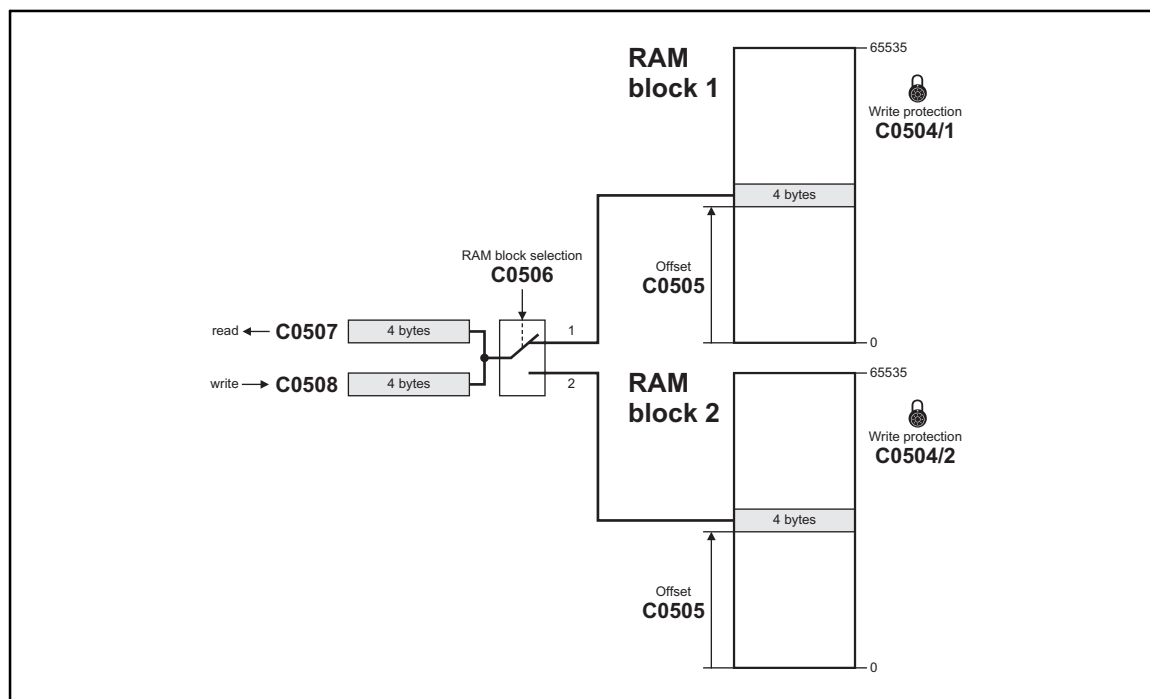 RAM
block 1
65535
Write protection
C0504/1
4 bytes
Offset
C0505
0
RAM block selection
C0506
read
C0507
4 bytes
1
write
C0508
4 bytes
2
RAM
block 2
65535
Write protection
C0504/2
4 bytes
Offset
C0505
0